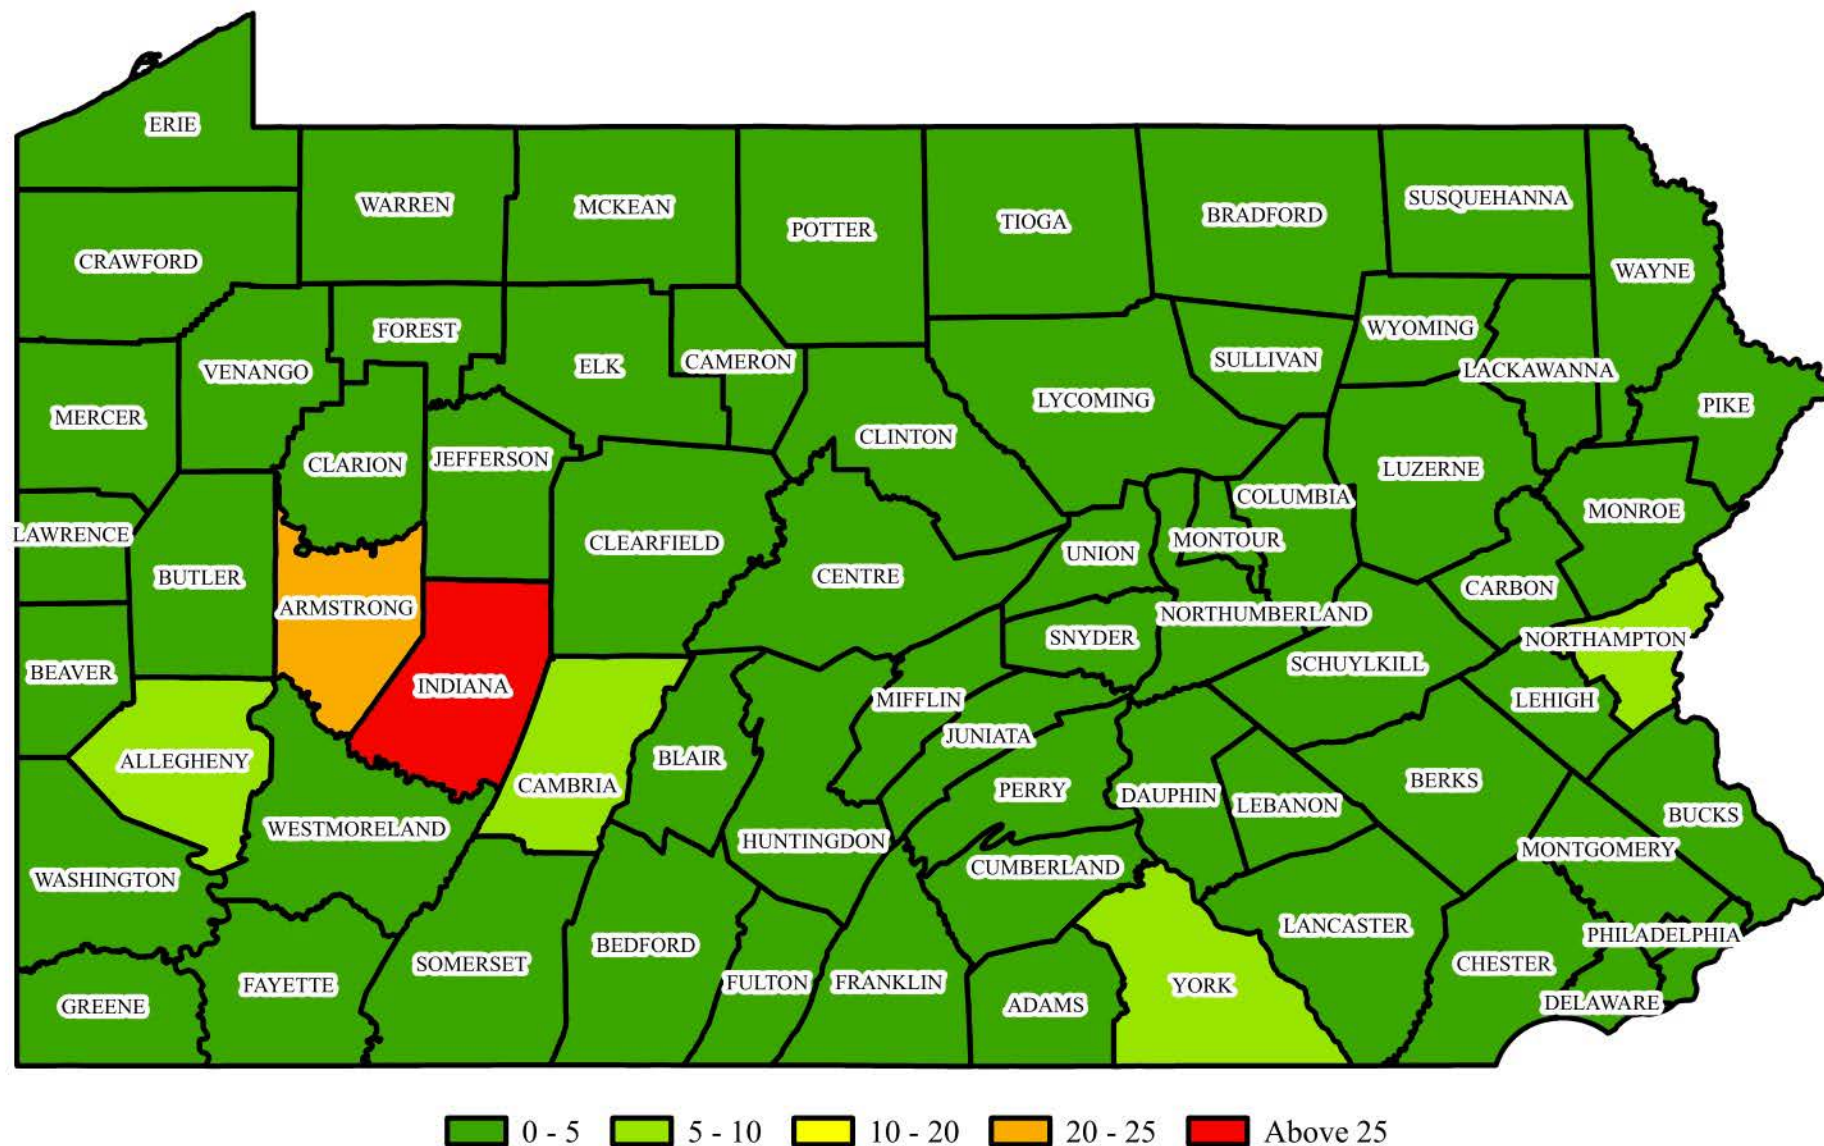 ERIE
WARREN
MCKEAN
POTTER
TIOGA
BRADFORD
SUSQUEHANNA
WAYNE
CRAWFORD
FOREST
VENANGO
ELK
CAMERON
SULLIVAN
WYOMING
LACKAWANNA
MERCER
CLARION
JEFFERSON
CLINTON
LYCOMING
LUZERNE
PIKE
LAWRENCE
BUTLER
CLEARFIELD
CENTRE
UNION
MONTOUR
COLUMBIA
MONROE
ARMSTRONG
CARBON
BEAVER
INDIANA
SNYDER
NORTHUMBERLAND
SCHUYLKILL
NORTHAMPTON
MIFFLIN
LEHIGH
ALLEGHENY
CAMBRIA
BLAIR
JUNIATA
PERRY
DAUPHIN
LEBANON
BERKS
BUCKS
WESTMORELAND
HUNTINGDON
CUMBERLAND
MONTGOMERY
WASHINGTON
SOMERSET
BEDFORD
LANCASTER
PHILADELPHIA
GREENE
FAYETTE
FULTON
FRANKLIN
ADAMS
YORK
CHESTER
DELAWARE
0 - 5 5 - 10 10 - 20 20 - 25 Above 25